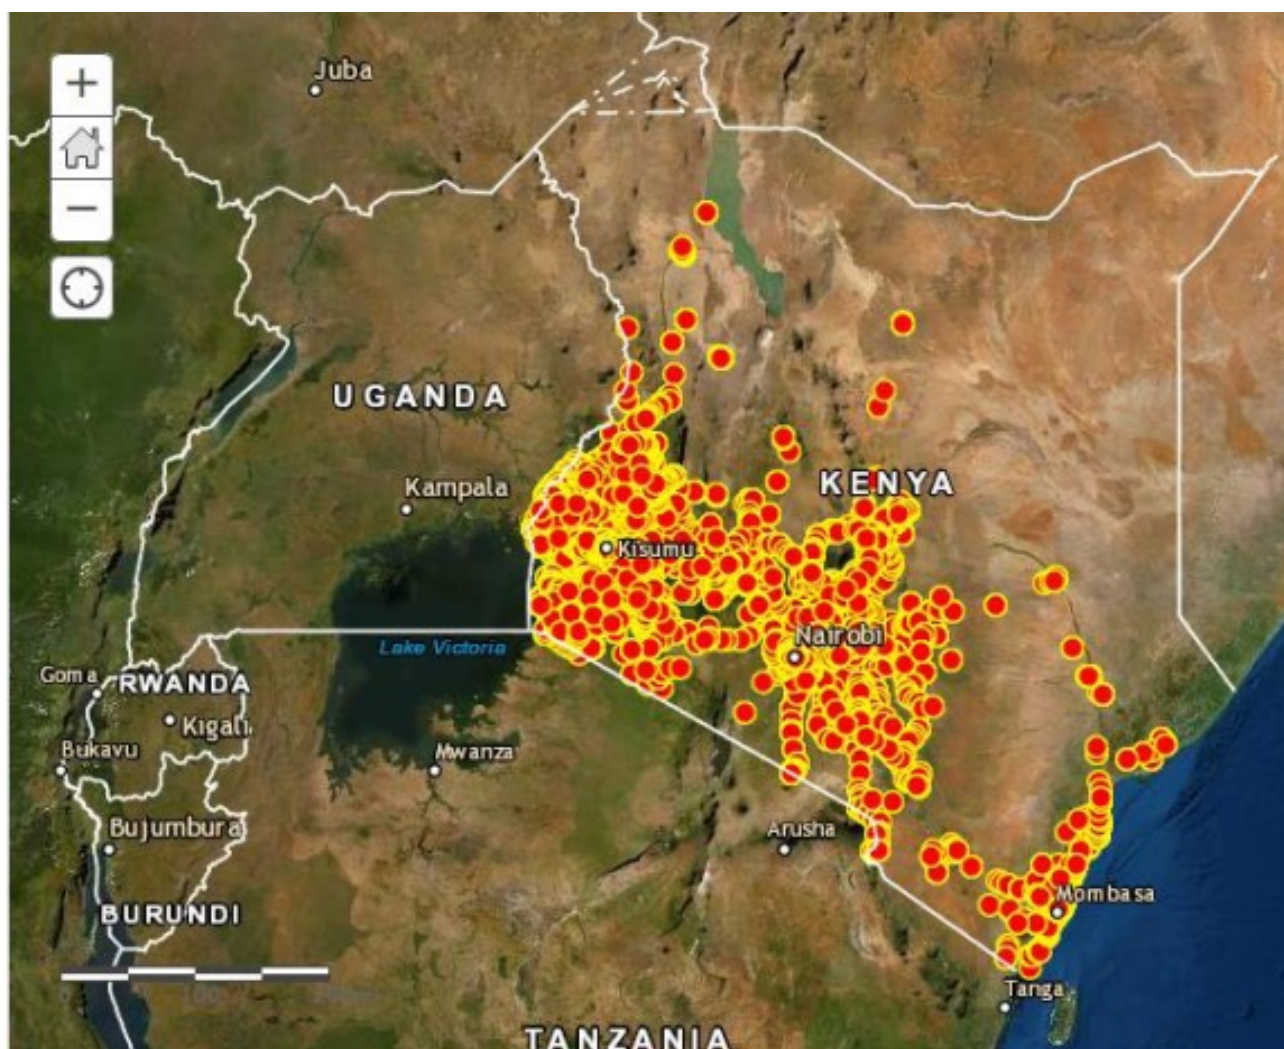 +
Juba
−
UGANDA
KENYA
Kampala
Kisumu
Nairobi
Lake Victoria
Goma
RWANDA
Kigali
Bukavu
Mwanza
Bujumbura
Arusha
Mombasa
BURUNDI
Tanga
TANZANIA